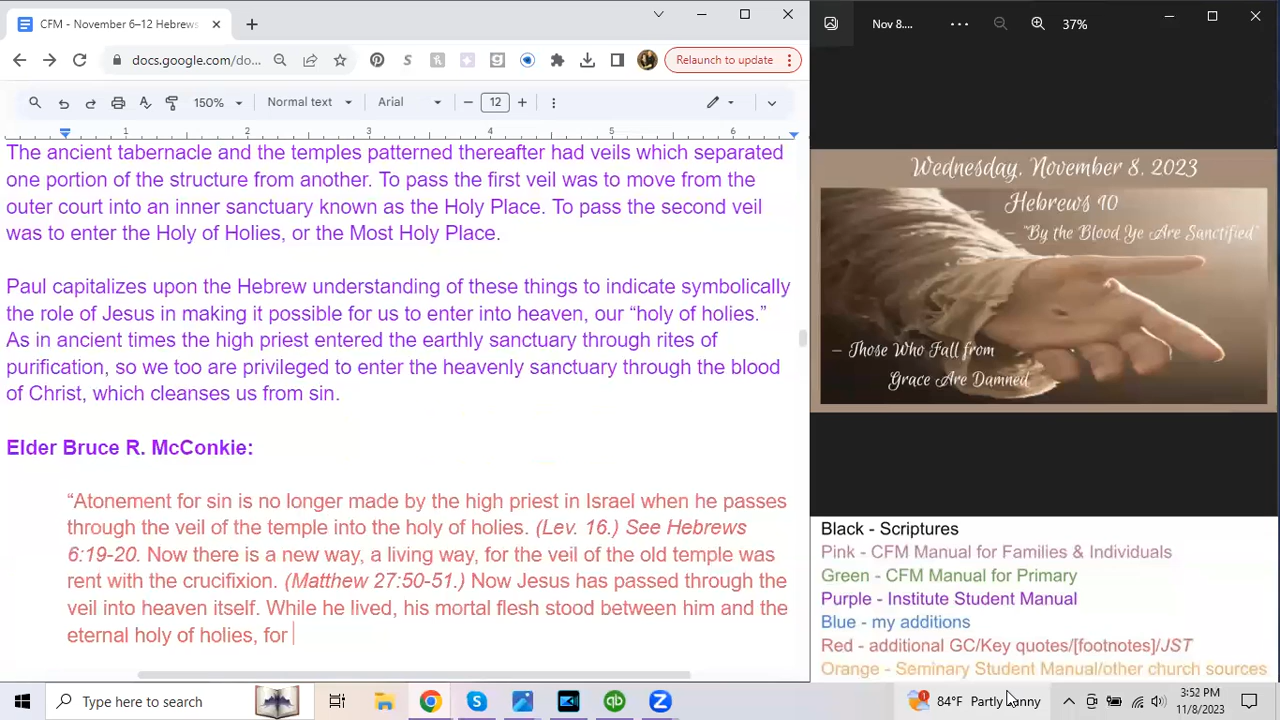 CFM – November 6–12 Hebrews
docs.google.com/do...
Relaunch to update
150%
Normal text
Arial
12
1 2 3 4 5 6
The ancient tabernacle and the temples patterned thereafter had veils which separated
one portion of the structure from another. To pass the first veil was to move from the
outer court into an inner sanctuary known as the Holy Place. To pass the second veil
was to enter the Holy of Holies, or the Most Holy Place.
Paul capitalizes upon the Hebrew understanding of these things to indicate symbolically
the role of Jesus in making it possible for us to enter into heaven, our “holy of holies.”
As in ancient times the high priest entered the earthly sanctuary through rites of
purification, so we too are privileged to enter the heavenly sanctuary through the blood
of Christ, which cleanses us from sin.
Elder Bruce R. McConkie:
“Atonement for sin is no longer made by the high priest in Israel when he passes
through the veil of the temple into the holy of holies. (Lev. 16.) See Hebrews
6:19-20. Now there is a new way, a living way, for the veil of the old temple was
rent with the crucifixion. (Matthew 27:50-51.) Now Jesus has passed through the
veil into heaven itself. While he lived, his mortal flesh stood between him and the
eternal holy of holies, for
Nov 8....
37%
Wednesday, November 8, 2023
Hebrews 10
– “By the Blood Ye Are Sanctified”
– Those Who Fall from
Grace Are Damned
Black - Scriptures
Pink - CFM Manual for Families & Individuals
Green - CFM Manual for Primary
Purple - Institute Student Manual
Blue - my additions
Red - additional GC/Key quotes/[footnotes]/JST
Orange - Seminary Student Manual/other church sources
Type here to search
84°F Partly sunny
3:52 PM
11/8/2023